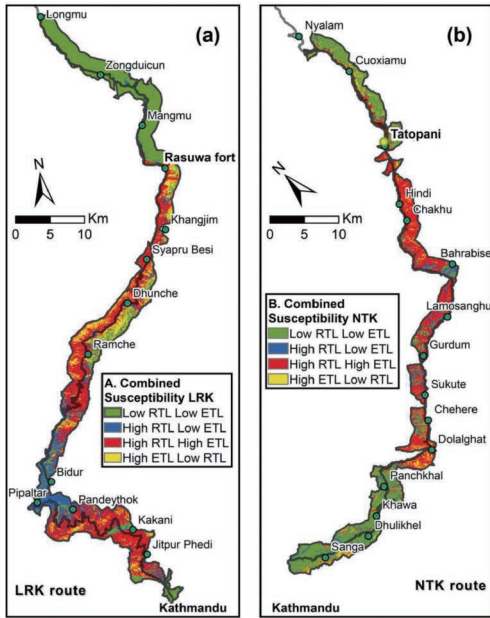 (a)
Longmu
Zongduicun
Mangmu
Rasuwa fort
N
Km
0 5 10
Khangjim
Syapru Besi
Dhunche
Ramche
A. Combined
Susceptibility LRK
Low RTL Low ETL
High RTL Low ETL
High RTL High ETL
High ETL Low RTL
Bidur
Pipaltar
Pandeythok
Kakani
Jitpur Phedi
LRK route
Kathmandu
(b)
Nyalam
Cuoxiamu
Tatopani
N
Km
0 5 10
Hindi
Chakhu
Bahrabise
B. Combined
Susceptibility NTK
Low RTL Low ETL
High RTL Low ETL
High RTL High ETL
High ETL Low RTL
Lamosanghu
Gurdum
Sukute
Chehere
Dolalghat
Panchkhal
Khawa
Dhulikhel
Sanga
Kathmandu
NTK route